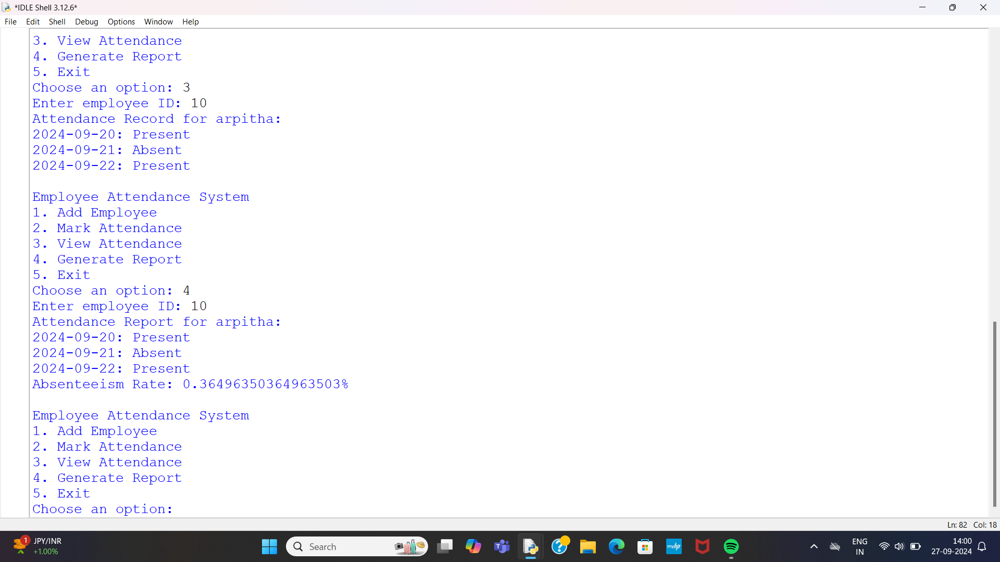 *IDLE Shell 3.12.6*
File Edit Shell Debug Options Window Help
3. View Attendance
4. Generate Report
5. Exit
Choose an option: 3
Enter employee ID: 10
Attendance Record for arpitha:
2024-09-20: Present
2024-09-21: Absent
2024-09-22: Present
Employee Attendance System
1. Add Employee
2. Mark Attendance
3. View Attendance
4. Generate Report
5. Exit
Choose an option: 4
Enter employee ID: 10
Attendance Report for arpitha:
2024-09-20: Present
2024-09-21: Absent
2024-09-22: Present
Absenteeism Rate: 0.36496350364963503%
Employee Attendance System
1. Add Employee
2. Mark Attendance
3. View Attendance
4. Generate Report
5. Exit
Choose an option:
Ln: 82 Col: 18
1
JPY/INR
+1.00%
Search
myhp
ENG
IN
14:00
27-09-2024